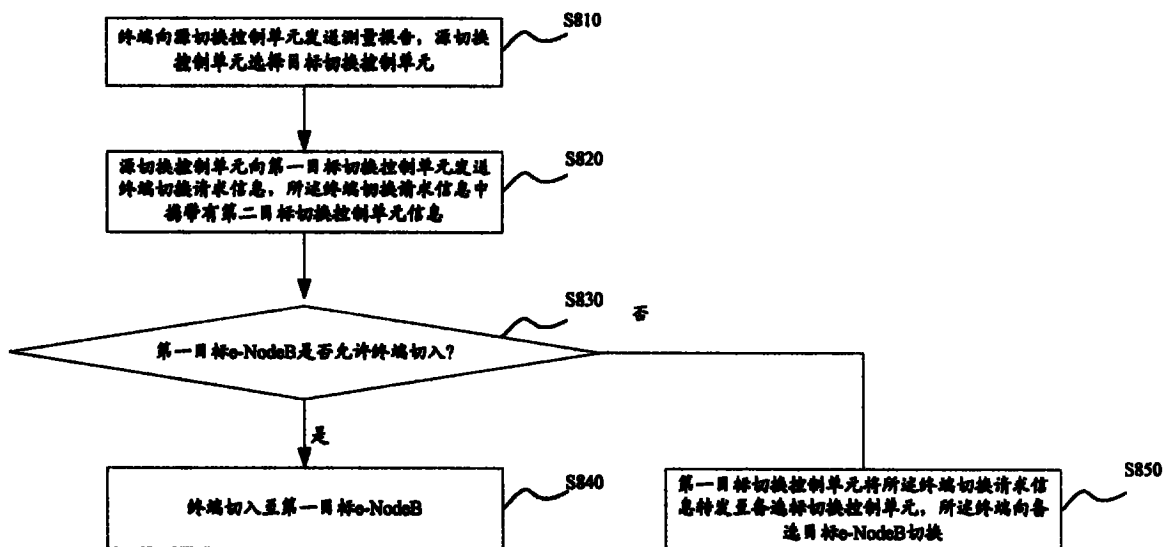 S810
终端向源切换控制单元发送测量报告，源切换
控制单元选择目标切换控制单元
S820
源切换控制单元向第一目标切换控制单元发送
终端切换请求信息，所述终端切换请求信息中
携带有第二目标切换控制单元信息
S830
否
第一目标e-NodeB是否允许终端切入？
是
S840
终端切入至第一目标e-NodeB
S850
第一目标切换控制单元将所述终端切换请求信
息转发至备选标切换控制单元，所述终端向备
选目标e-NodeB切换